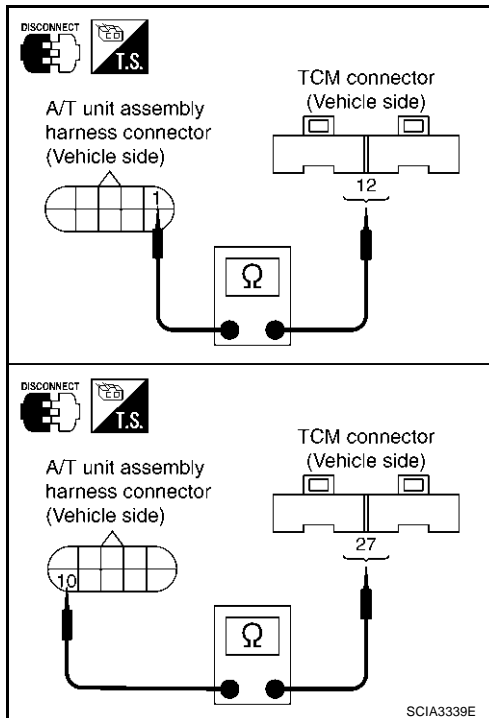 DISCONNECT
T.S.
A/T unit assembly
harness connector
(Vehicle side)
TCM connector
(Vehicle side)
1
12
Ω
DISCONNECT
T.S.
A/T unit assembly
harness connector
(Vehicle side)
TCM connector
(Vehicle side)
10
27
Ω
SCIA3339E